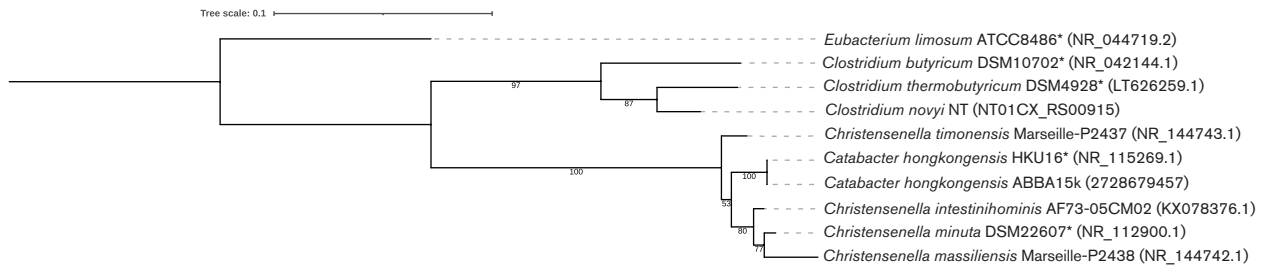 Tree scale: 0.1
Eubacterium limosum ATCC8486* (NR_044719.2)
Clostridium butyricum DSM10702* (NR_042144.1)
97
Clostridium thermobutyricum DSM4928* (LT626259.1)
87
Clostridium novyi NT (NT01CX_RS00915)
Christensenella timonensis Marseille-P2437 (NR_144743.1)
Catabacter hongkongensis HKU16* (NR_115269.1)
100
100
Catabacter hongkongensis ABBA15k (2728679457)
53
Christensenella intestinihominis AF73-05CM02 (KX078376.1)
80
Christensenella minuta DSM22607* (NR_112900.1)
77
Christensenella massiliensis Marseille-P2438 (NR_144742.1)